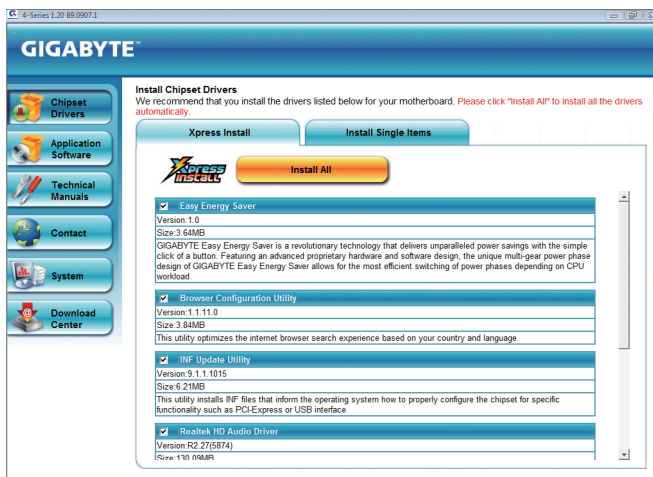 4-Series 1.20 B9.0907.1
GIGABYTE™
Chipset
Drivers
Application
Software
Technical
Manuals
Contact
System
Download
Center
Install Chipset Drivers
We recommend that you install the drivers listed below for your motherboard. Please click "Install All" to install all the drivers
automatically.
Xpress Install
Install Single Items
Xpress
INSTALL
Install All
Easy Energy Saver
Version:1.0
Size:3.64MB
GIGABYTE Easy Energy Saver is a revolutionary technology that delivers unparalleled power savings with the simple
click of a button. Featuring an advanced proprietary hardware and software design, the unique multi-gear power phase
design of GIGABYTE Easy Energy Saver allows for the most efficient switching of power phases depending on CPU
workload.
Browser Configuration Utility
Version:1.1.11.0
Size:3.84MB
This utility optimizes the internet browser search experience based on your country and language.
INF Update Utility
Version:9.1.1.1015
Size:6.21MB
This utility installs INF files that inform the operating system how to properly configure the chipset for specific
functionality such as PCI-Express or USB interface.
Realtek HD Audio Driver
Version:R2.27(5874)
Size:130.09MB